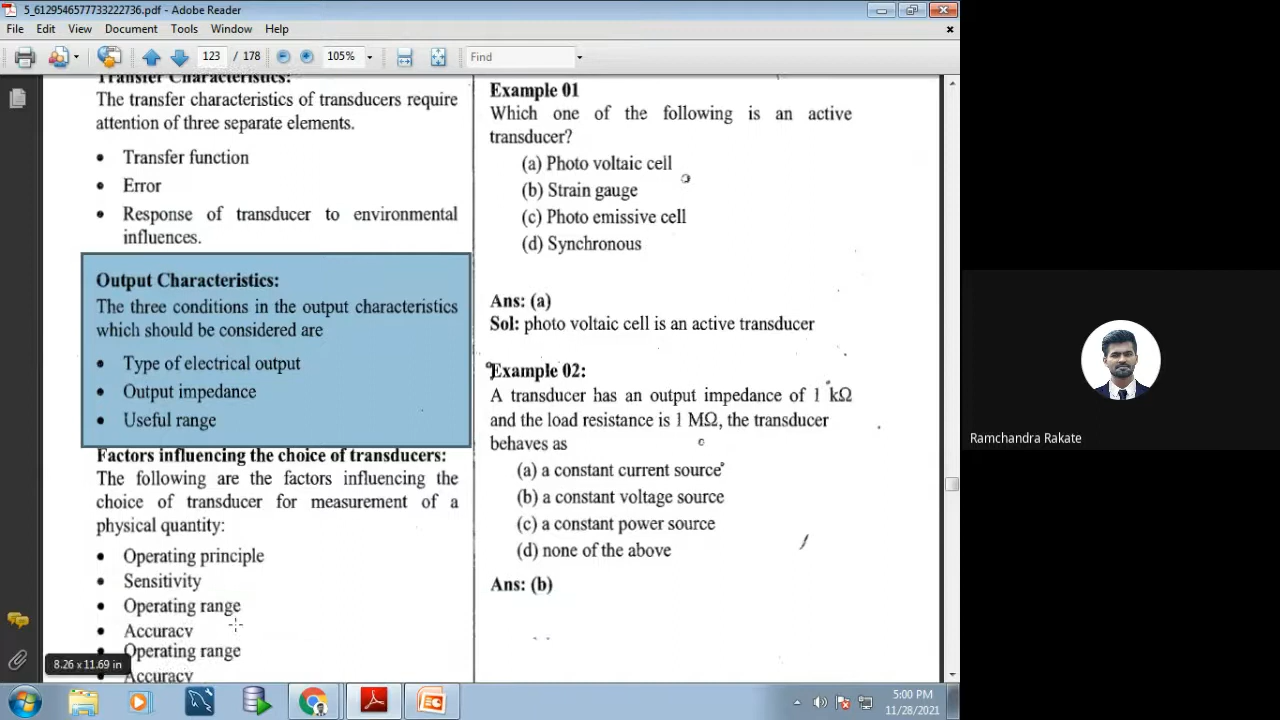 5_6129546577733222736.pdf - Adobe Reader
File Edit View Document Tools Window Help
123 / 178 105% Find
Transfer Characteristics:
The transfer characteristics of transducers require
attention of three separate elements.
• Transfer function
• Error
• Response of transducer to environmental
influences.
Output Characteristics:
The three conditions in the output characteristics
which should be considered are
• Type of electrical output
• Output impedance
• Useful range
Factors influencing the choice of transducers:
The following are the factors influencing the
choice of transducer for measurement of a
physical quantity:
• Operating principle
• Sensitivity
• Operating range
• Accuracy
• Operating range
• Accuracy
8.26 x 11.69 in
Example 01
Which one of the following is an active
transducer?
(a) Photo voltaic cell
(b) Strain gauge
(c) Photo emissive cell
(d) Synchronous
Ans: (a)
Sol: photo voltaic cell is an active transducer
Example 02:
A transducer has an output impedance of 1 kΩ
and the load resistance is 1 MΩ, the transducer
behaves as
(a) a constant current source
(b) a constant voltage source
(c) a constant power source
(d) none of the above
Ans: (b)
Ramchandra Rakate
5:00 PM
11/28/2021